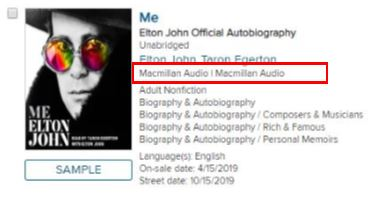 Me
Elton John Official Autobiography
Unabridged
Elton John, Taron Egerton
Macmillan Audio | Macmillan Audio
Adult Nonfiction
Biography & Autobiography
Biography & Autobiography / Composers & Musicians
Biography & Autobiography / Rich & Famous
Biography & Autobiography / Personal Memoirs
Language(s): English
On-sale date: 4/15/2019
Street date: 10/15/2019
ME
ELTON
JOHN
READ BY TARON EGERTON
WITH ELTON JOHN
SAMPLE